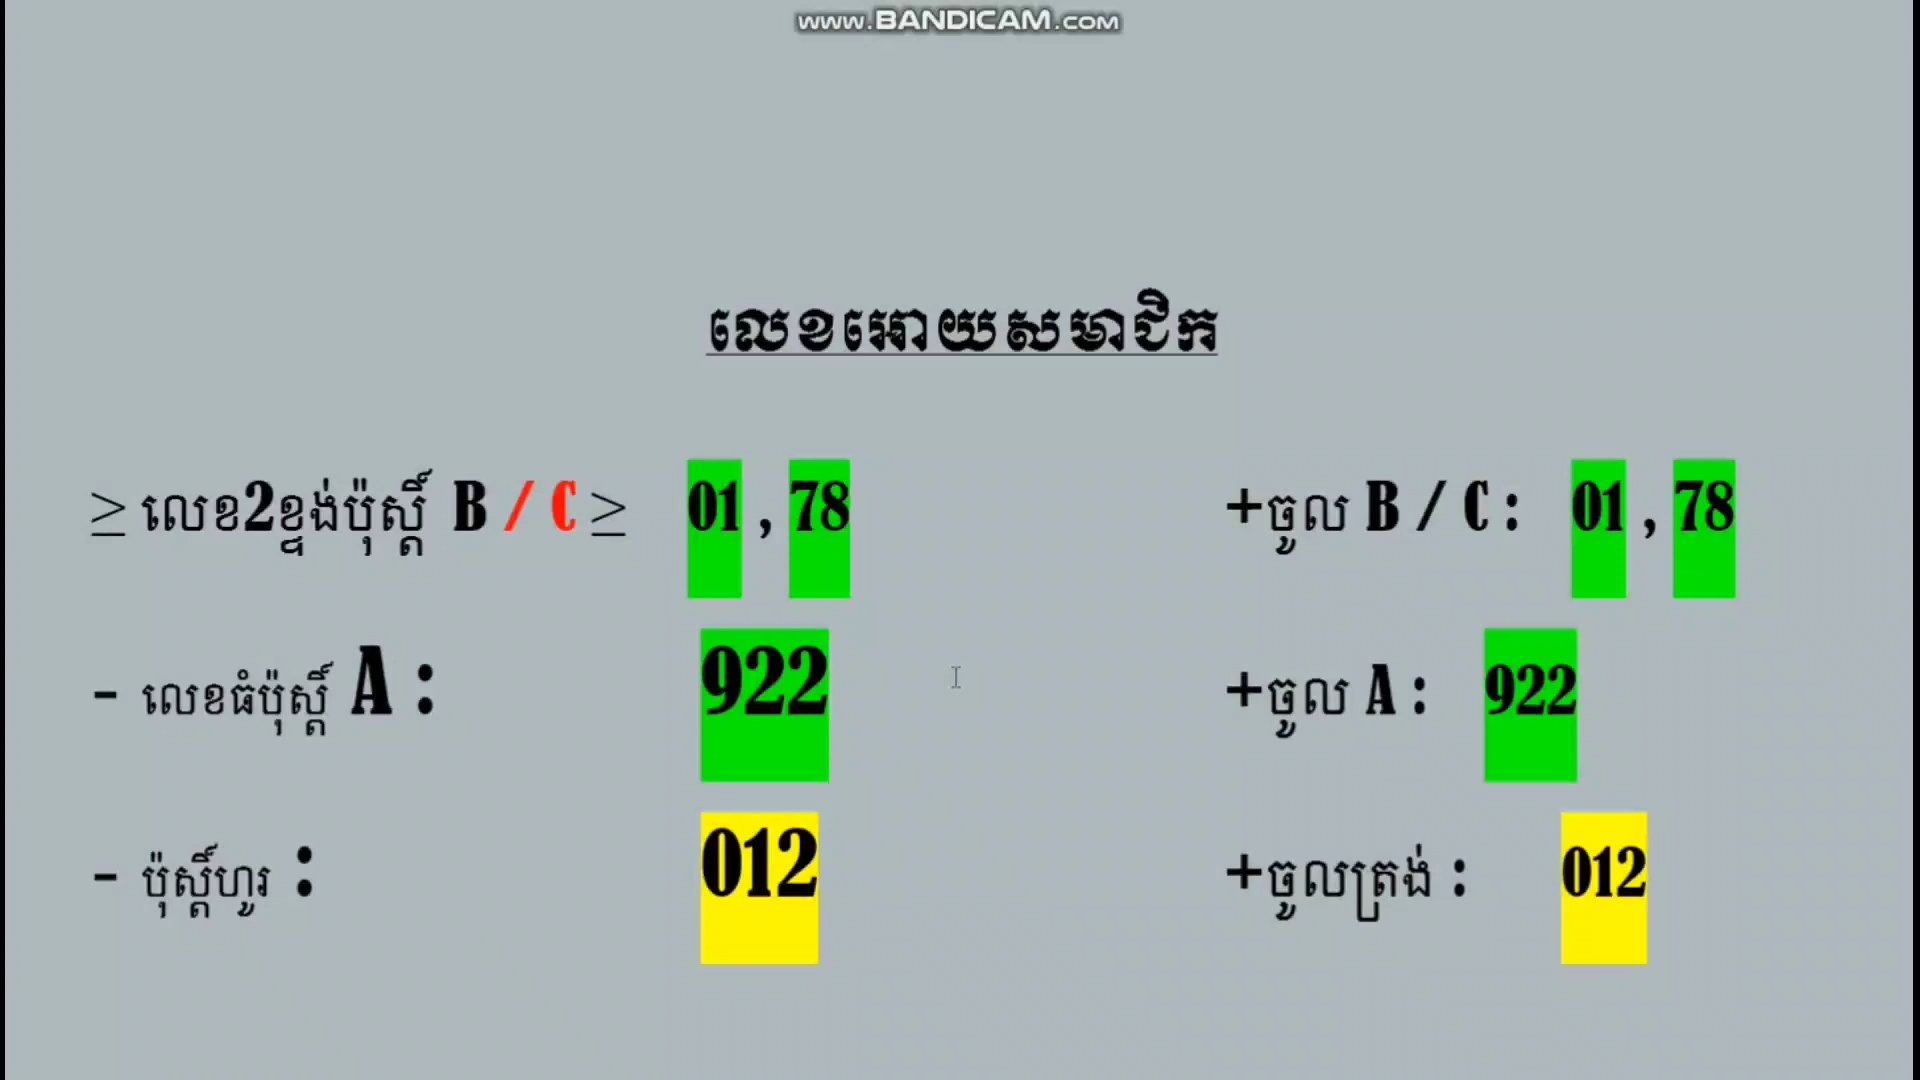 www.BANDICAM.com
លេខអោយសមាជិក
≥ លេខ2ខ្ទង់ប៉ុស្តិ៍ B / C ≥ 01 , 78 +ចូល B / C : 01 , 78
- លេខធំប៉ុស្តិ៍ A : 922 +ចូល A : 922
- ប៉ុស្តិ៍ហូរ : 012 +ចូលត្រង់ : 012